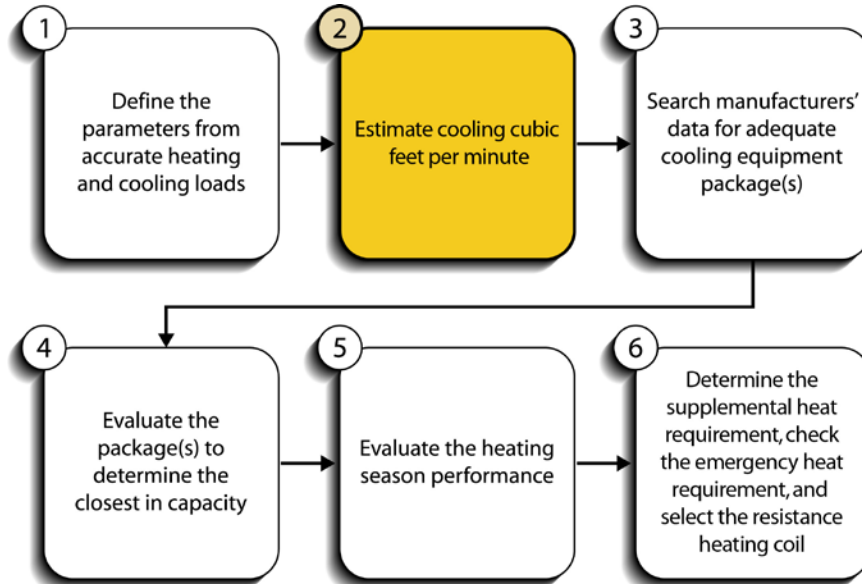 1
Define the
parameters from
accurate heating
and cooling loads
2
Estimate cooling cubic
feet per minute
3
Search manufacturers’
data for adequate
cooling equipment
package(s)
4
Evaluate the
package(s) to
determine the
closest in capacity
5
Evaluate the heating
season performance
6
Determine the
supplemental heat
requirement, check
the emergency heat
requirement, and
select the resistance
heating coil